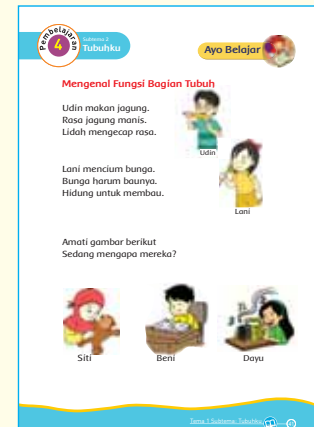 Pembelajaran
4
Subtema 2
Tubuhku
Ayo Belajar
Mengenal Fungsi Bagian Tubuh
Udin makan jagung.
Rasa jagung manis.
Lidah mengecap rasa.
Udin
Lani mencium bunga.
Bunga harum baunya.
Hidung untuk membau.
Lani
Amati gambar berikut
Sedang mengapa mereka?
Siti
Beni
Dayu
Tema 1 Subtema: Tubuhku